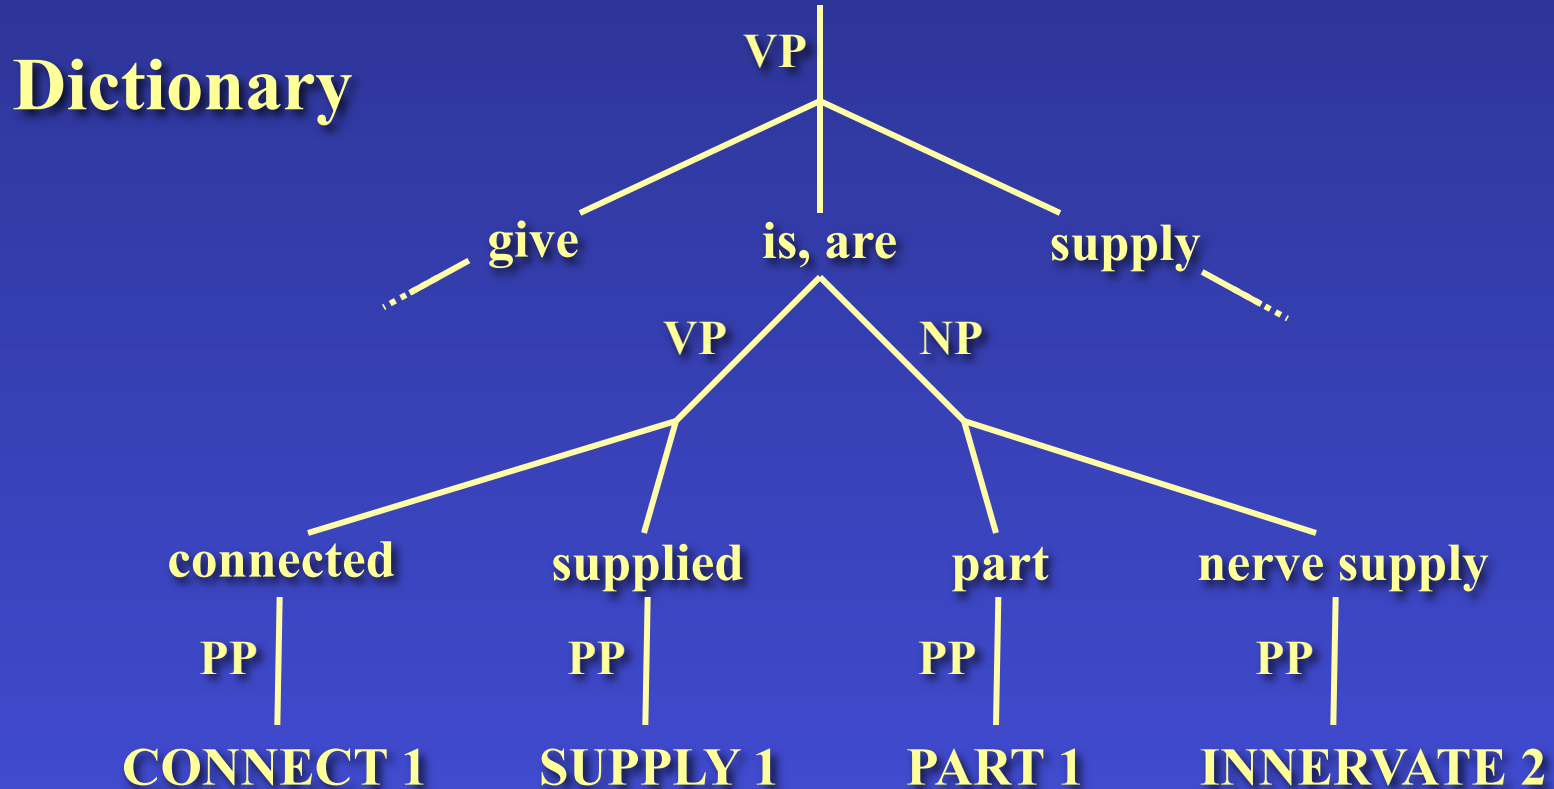 VP
Dictionary
give
is, are
supply
VP
NP
connected
supplied
part
nerve supply
PP
PP
PP
PP
CONNECT 1
SUPPLY 1
PART 1
INNERVATE 2